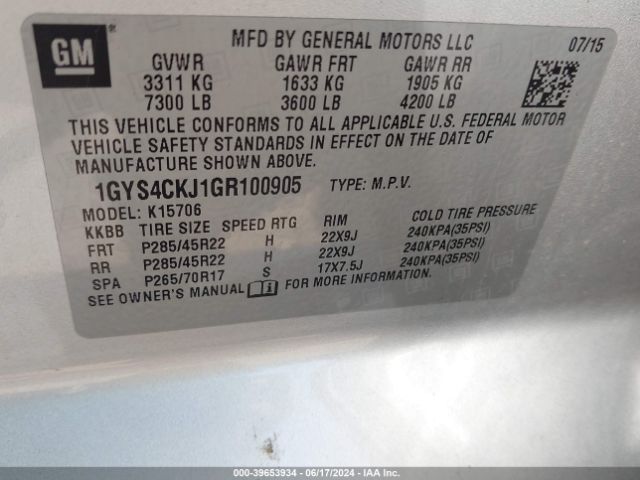 GM
MFD BY GENERAL MOTORS LLC 07/15
GVWR GAWR FRT GAWR RR
3311 KG 1633 KG 1905 KG
7300 LB 3600 LB 4200 LB
THIS VEHICLE CONFORMS TO ALL APPLICABLE U.S. FEDERAL MOTOR
VEHICLE SAFETY STANDARDS IN EFFECT ON THE DATE OF
MANUFACTURE SHOWN ABOVE.
1GYS4CKJ1GR100905 TYPE: M.P.V.
MODEL: K15706
KKBB TIRE SIZE SPEED RTG RIM COLD TIRE PRESSURE
FRT P285/45R22 H 22X9J 240KPA(35PSI)
RR P285/45R22 H 22X9J 240KPA(35PSI)
SPA P265/70R17 S 17X7.5J 240KPA(35PSI)
SEE OWNER'S MANUAL FOR MORE INFORMATION.
000-39653934 - 06/17/2024 - IAA Inc.